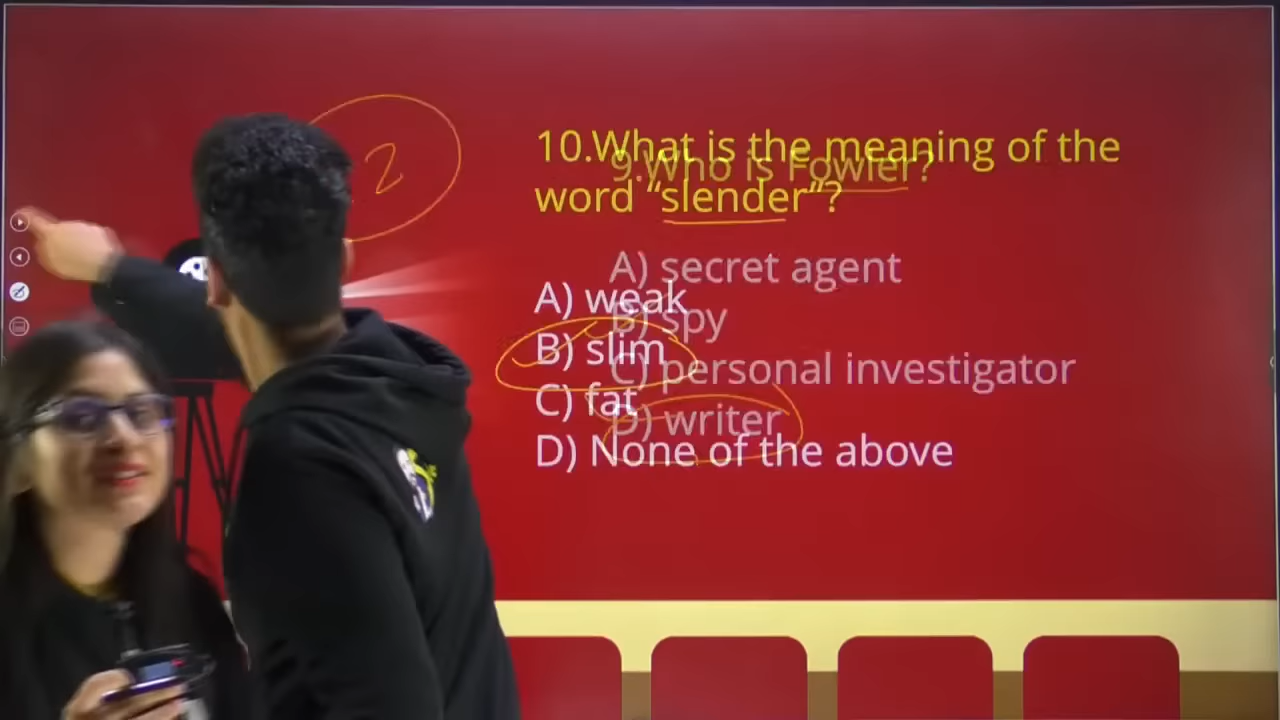 2
10.What is the meaning of the
word “slender“?
A) weak
B) slim
C) fat
D) None of the above
9.Who is Fowler?
A) secret agent
B) spy
C) personal investigator
D) writer